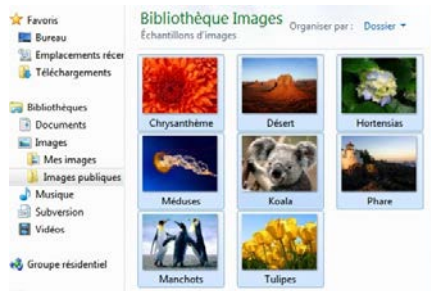 Favoris
Bureau
Emplacements récer
Téléchargements
Bibliothèques
Documents
Images
Mes images
Images publiques
Musique
Subversion
Vidéos
Groupe résidentiel
Bibliothèque Images
Échantillons d'images
Organiser par : Dossier
Chrysanthème
Désert
Hortensias
Méduses
Koala
Phare
Manchots
Tulipes